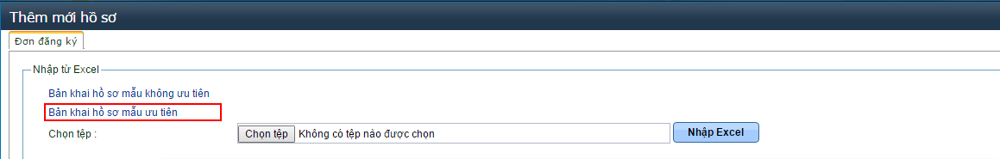 Thêm mới hồ sơ
Đơn đăng ký
Nhập từ Excel
Bản khai hồ sơ mẫu không ưu tiên
Bản khai hồ sơ mẫu ưu tiên
Chọn tệp : Chọn tệp Không có tệp nào được chọn Nhập Excel